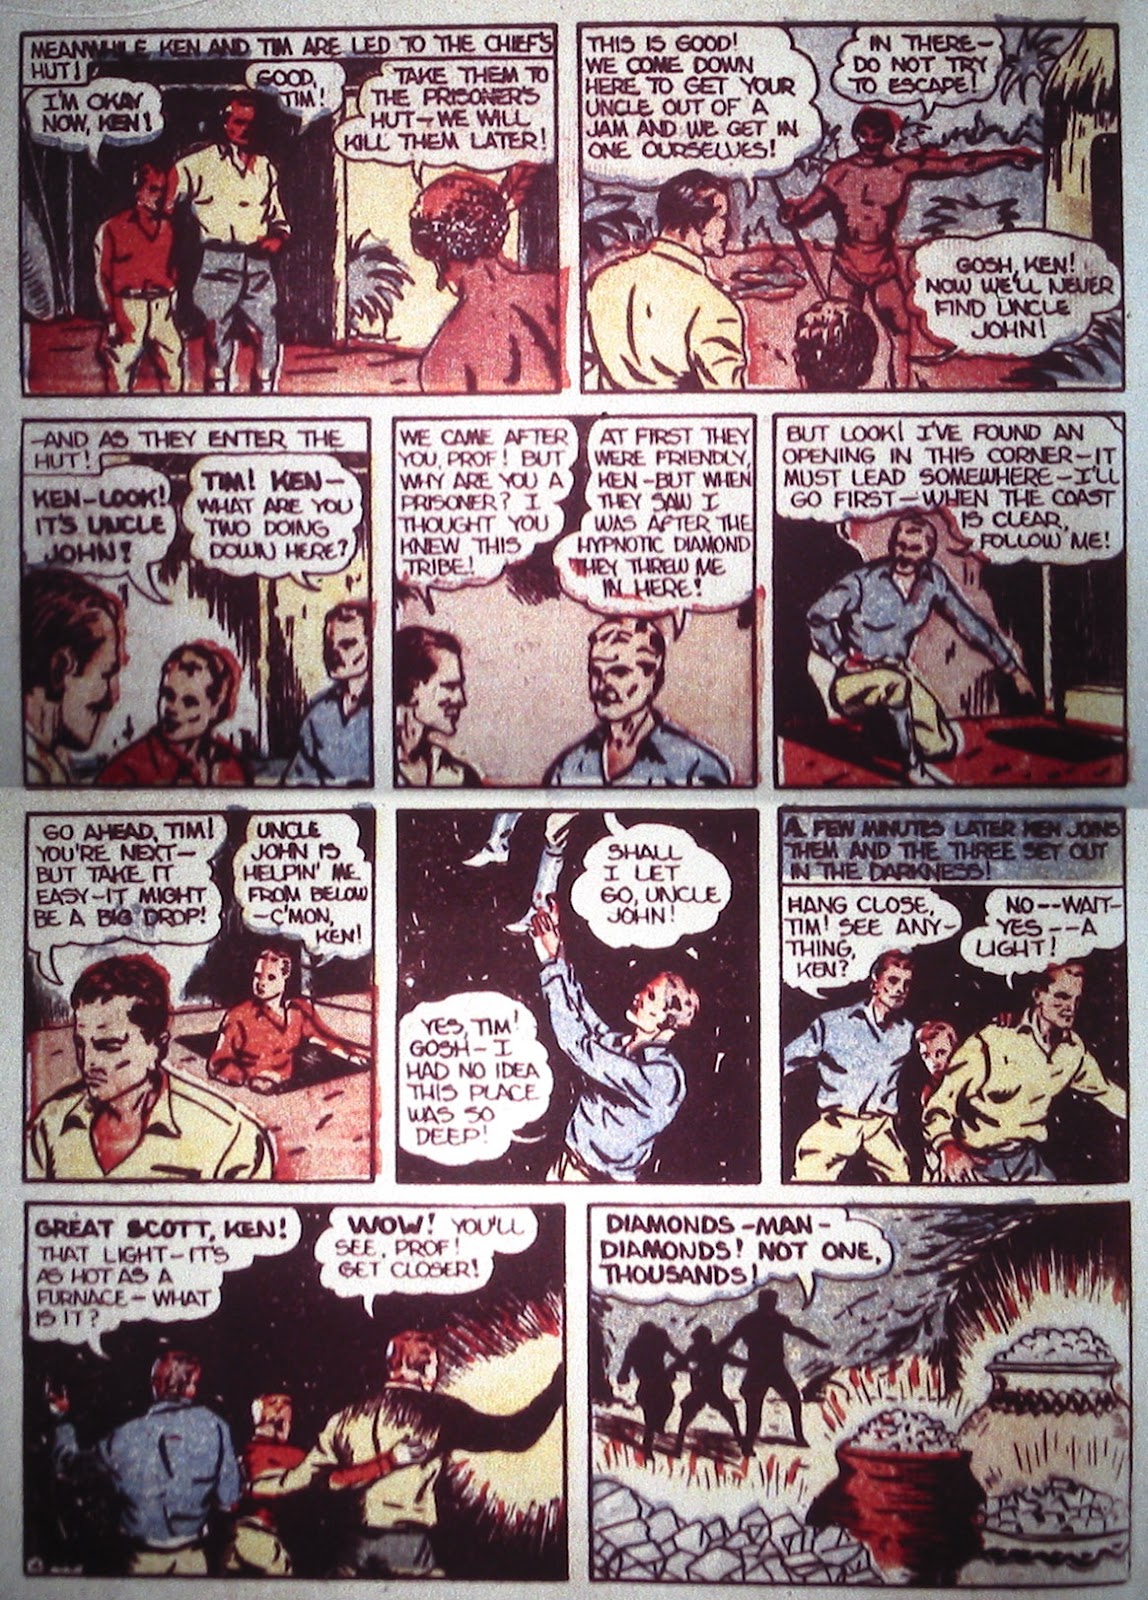 MEANWHILE KEN AND TIM ARE LED TO THE CHIEF'S
HUT!
I'M OKAY
NOW, KEN!
GOOD,
TIM!
TAKE THEM TO
THE PRISONER'S
HUT—WE WILL
KILL THEM LATER!
THIS IS GOOD!
WE COME DOWN
HERE TO GET YOUR
UNCLE OUT OF A
JAM AND WE GET IN
ONE OURSELVES!
IN THERE—
DO NOT TRY
TO ESCAPE!
GOSH, KEN!
NOW WE'LL NEVER
FIND UNCLE
JOHN!
—AND AS THEY ENTER THE
HUT!
KEN—LOOK!
IT'S UNCLE
JOHN!
TIM! KEN—
WHAT ARE YOU
TWO DOING
DOWN HERE?
WE CAME AFTER
YOU, PROF! BUT
WHY ARE YOU A
PRISONER? I
THOUGHT YOU
KNEW THIS
TRIBE!
AT FIRST THEY
WERE FRIENDLY,
KEN—BUT WHEN
THEY SAW I
WAS AFTER THE
HYPNOTIC DIAMOND
THEY THREW ME
IN HERE!
BUT LOOK! I'VE FOUND AN
OPENING IN THIS CORNER—IT
MUST LEAD SOMEWHERE—I'LL
GO FIRST—WHEN THE COAST
IS CLEAR,
FOLLOW ME!
GO AHEAD, TIM!
YOU'RE NEXT—
BUT TAKE IT
EASY—IT MIGHT
BE A BIG DROP!
UNCLE
JOHN IS
HELPIN' ME
FROM BELOW
—C'MON,
KEN!
SHALL
I LET
GO, UNCLE
JOHN!
YES, TIM!
GOSH—I
HAD NO IDEA
THIS PLACE
WAS SO
DEEP!
A FEW MINUTES LATER KEN JOINS
THEM AND THE THREE SET OUT
IN THE DARKNESS!
HANG CLOSE,
TIM! SEE ANY-
THING,
KEN?
NO--WAIT-
YES---A
LIGHT!
GREAT SCOTT, KEN!
THAT LIGHT—IT'S
AS HOT AS A
FURNACE—WHAT
IS IT?
WOW! YOU'LL
SEE, PROF!
GET CLOSER!
DIAMONDS—MAN—
DIAMONDS! NOT ONE,
THOUSANDS!